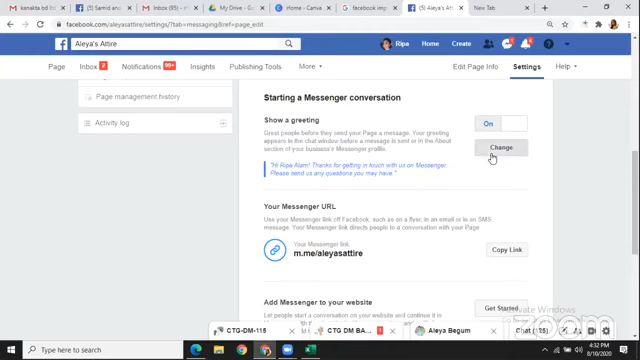 kanakta bd
Samid and
Inbox (5)
My Drive - G
Home - Canva
facebook imp
(5) Aleya's At
New Tab
facebook.com/aleyasattire/settings/?tab=messaging&ref=page_edit
Aleya's Attire
Ripa
Home
Create
Page
Inbox 2
Notifications 99+
Insights
Publishing Tools
More
Edit Page Info
Settings
Help
Page management history
Activity log
Starting a Messenger conversation
Show a greeting
Greet people before they send your Page a message. Your greeting
appears in the chat window before a message is sent or in the About
section of your business's Messenger profile.
On
Change
"Hi Ripa Alam! Thanks for getting in touch with us on Messenger.
Please send us any questions you may have."
Your Messenger URL
Use your Messenger link off Facebook, such as on a flyer, in an email or in an SMS
message. Your Messenger link directs people to a conversation with your Page
Your Messenger link
m.me/aleyasattire
Copy Link
Add Messenger to your website
Let people start a conversation on your website and continue it in
Get Started
Windows
zoom
CTG-DM-115
CTG DM BA...
1
Aleya Begum
Chat (125)
Type here to search
4:32 PM
8/10/2020